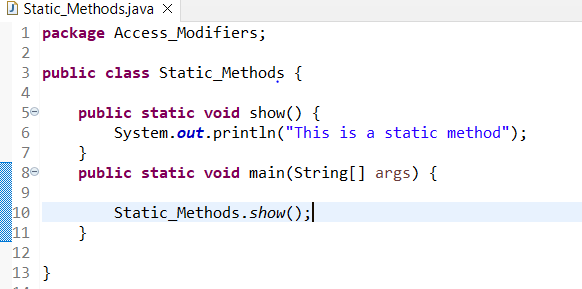 Static_Methods.java
1 package Access_Modifiers;
2
3 public class Static_Methods {
4
5 public static void show() {
6 System.out.println("This is a static method");
7 }
8 public static void main(String[] args) {
9
10 Static_Methods.show();
11 }
12
13 }